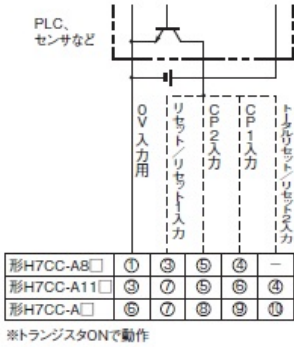 PLC、
センサなど
0V入力用
リセット／リセット1入力
CP2入力
CP1入力
トータルリセット／リセット2入力
形H7CC-A8□ ① ③ ⑤ ④ −
形H7CC-A11□ ③ ⑦ ⑤ ⑥ ④
形H7CC-A□ ⑥ ⑦ ⑧ ⑨ ⑩
※トランジスタONで動作